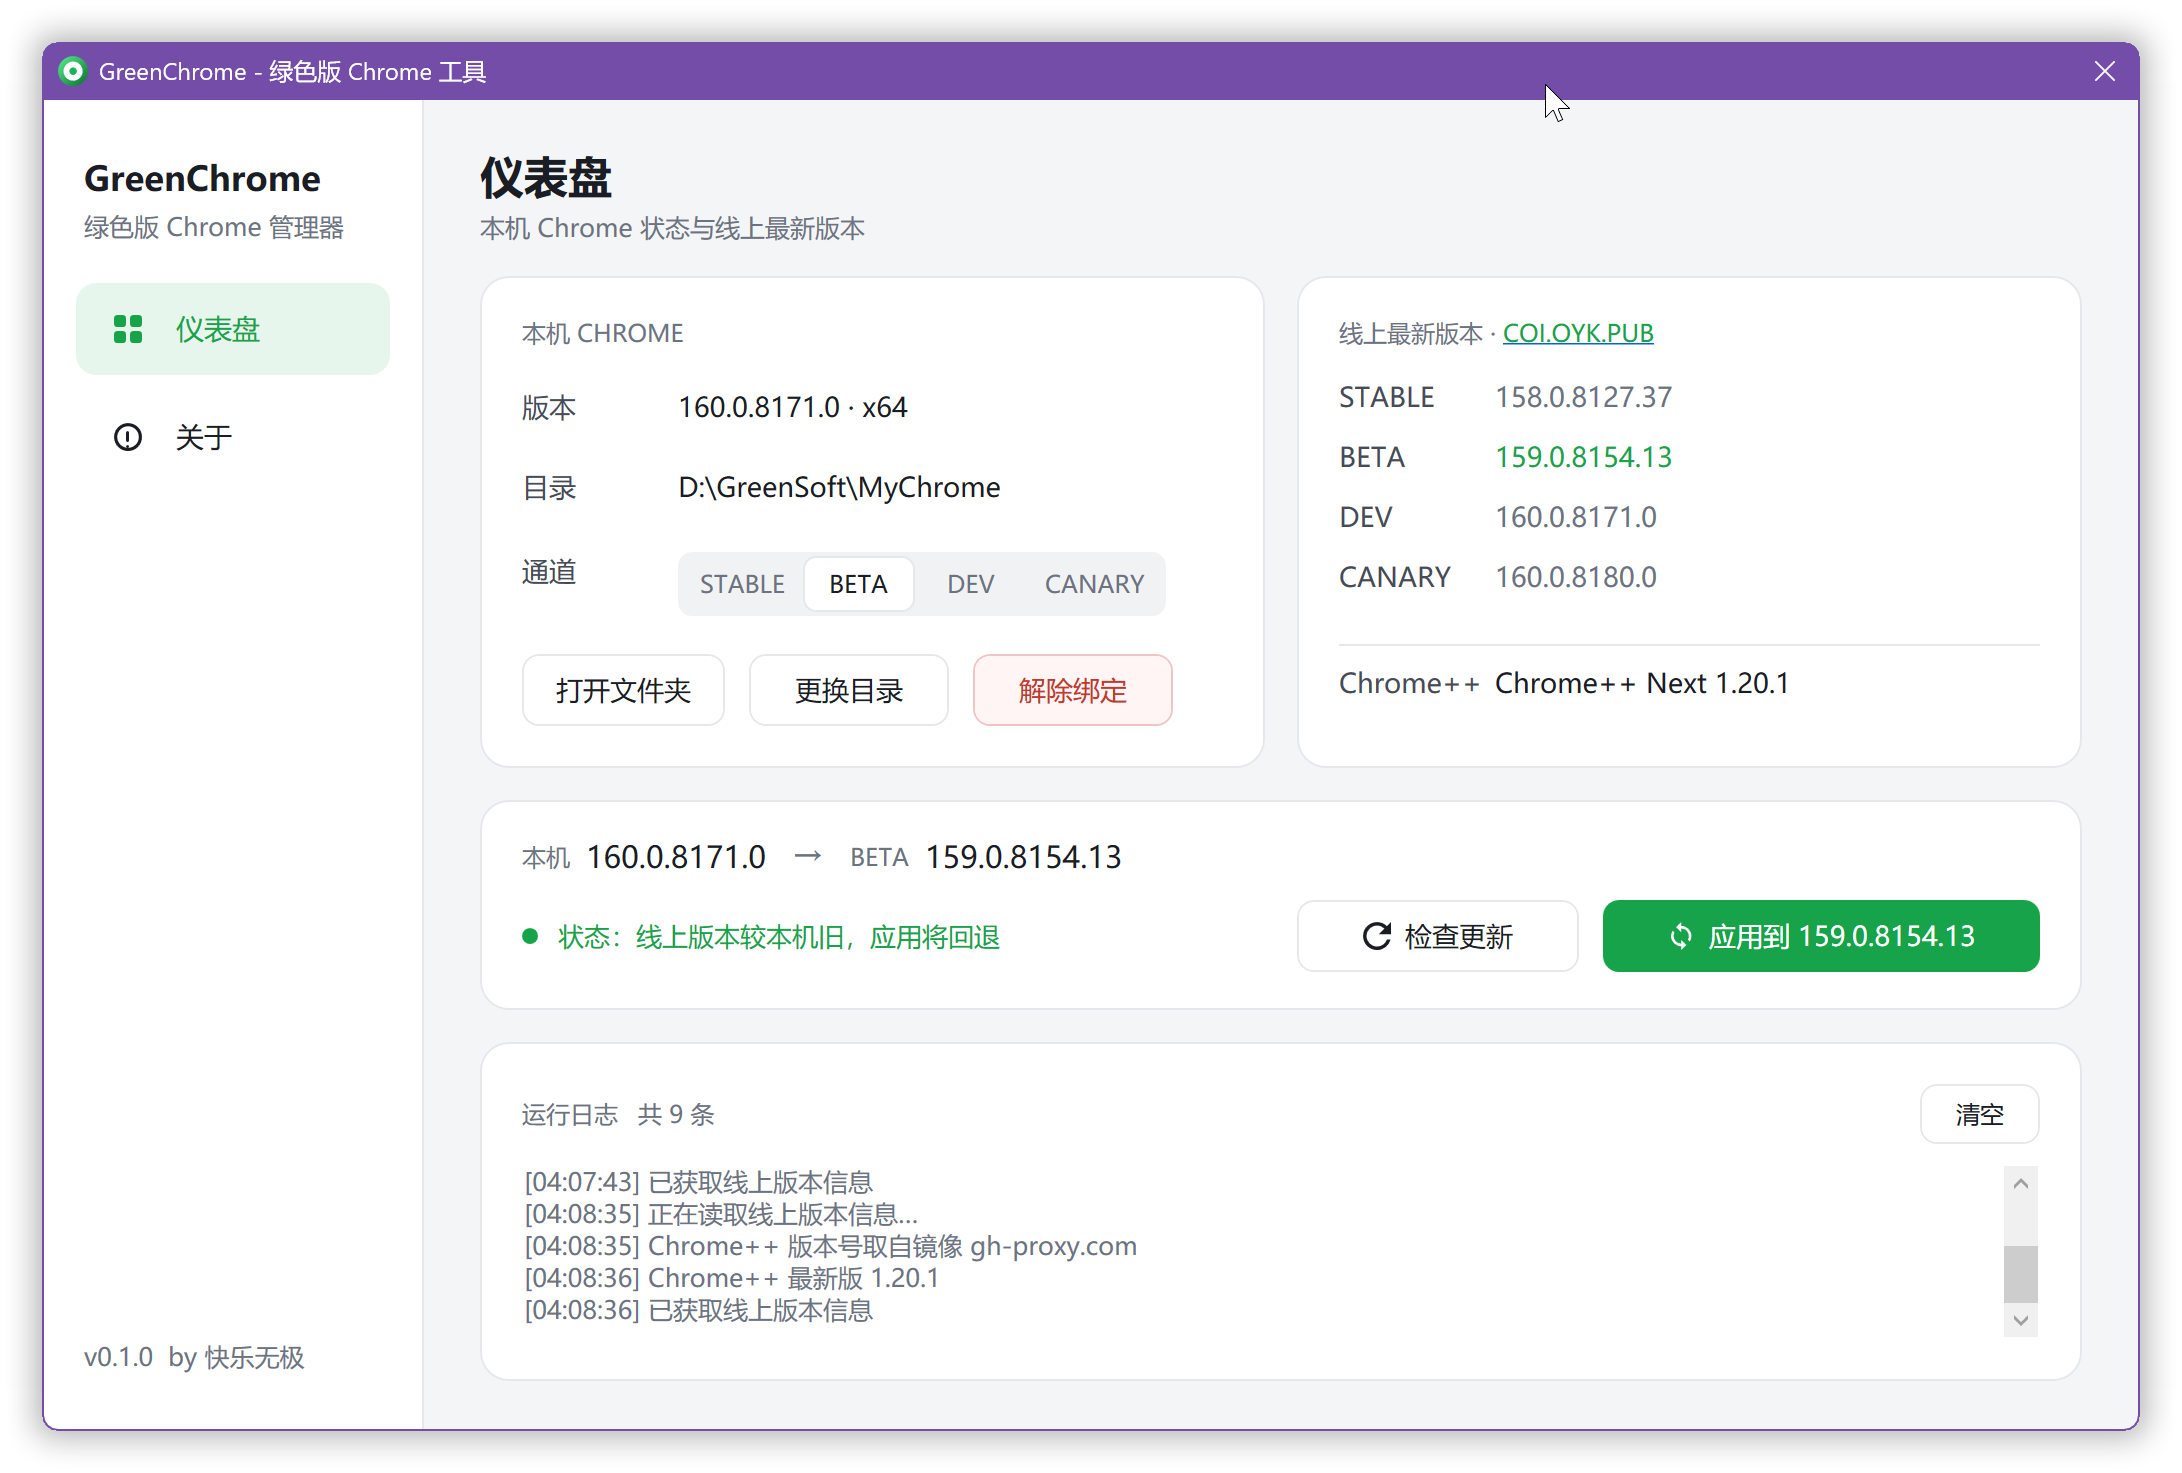 GreenChrome - 绿色版 Chrome 工具
GreenChrome
绿色版 Chrome 管理器
仪表盘
关于
v0.1.0 by 快乐无极
仪表盘
本机 Chrome 状态与线上最新版本
本机 CHROME
版本 160.0.8171.0 · x64
目录 D:\GreenSoft\MyChrome
通道 STABLE BETA DEV CANARY
打开文件夹 更换目录 解除绑定
线上最新版本 · COI.OYK.PUB
STABLE 158.0.8127.37
BETA 159.0.8154.13
DEV 160.0.8171.0
CANARY 160.0.8180.0
Chrome++ Chrome++ Next 1.20.1
本机 160.0.8171.0 → BETA 159.0.8154.13
状态：线上版本较本机旧，应用将回退
检查更新 应用到 159.0.8154.13
运行日志 共 9 条
清空
[04:07:43] 已获取线上版本信息
[04:08:35] 正在读取线上版本信息...
[04:08:35] Chrome++ 版本号取自镜像 gh-proxy.com
[04:08:36] Chrome++ 最新版 1.20.1
[04:08:36] 已获取线上版本信息